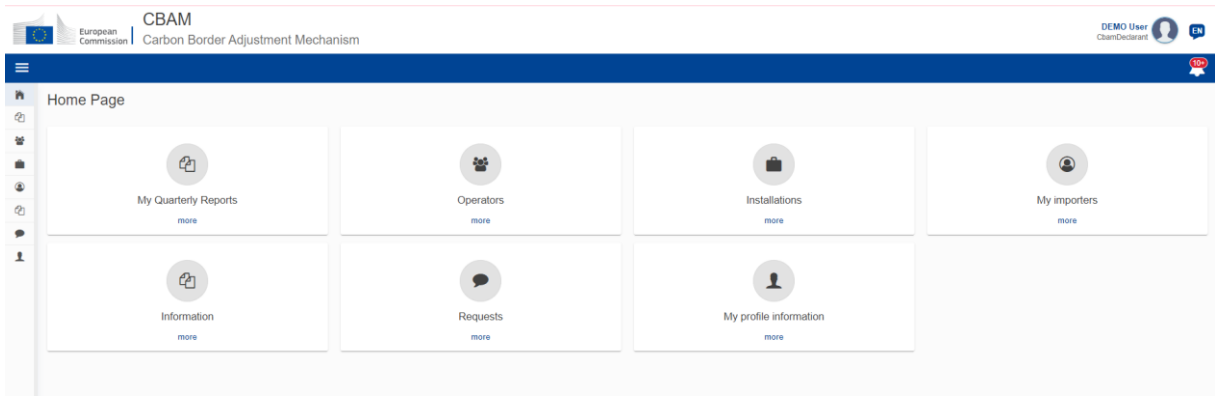 European
Commission
CBAM
Carbon Border Adjustment Mechanism
DEMO User
CbamDeclarant
EN
10+
Home Page
My Quarterly Reports
more
Operators
more
Installations
more
My importers
more
Information
more
Requests
more
My profile information
more